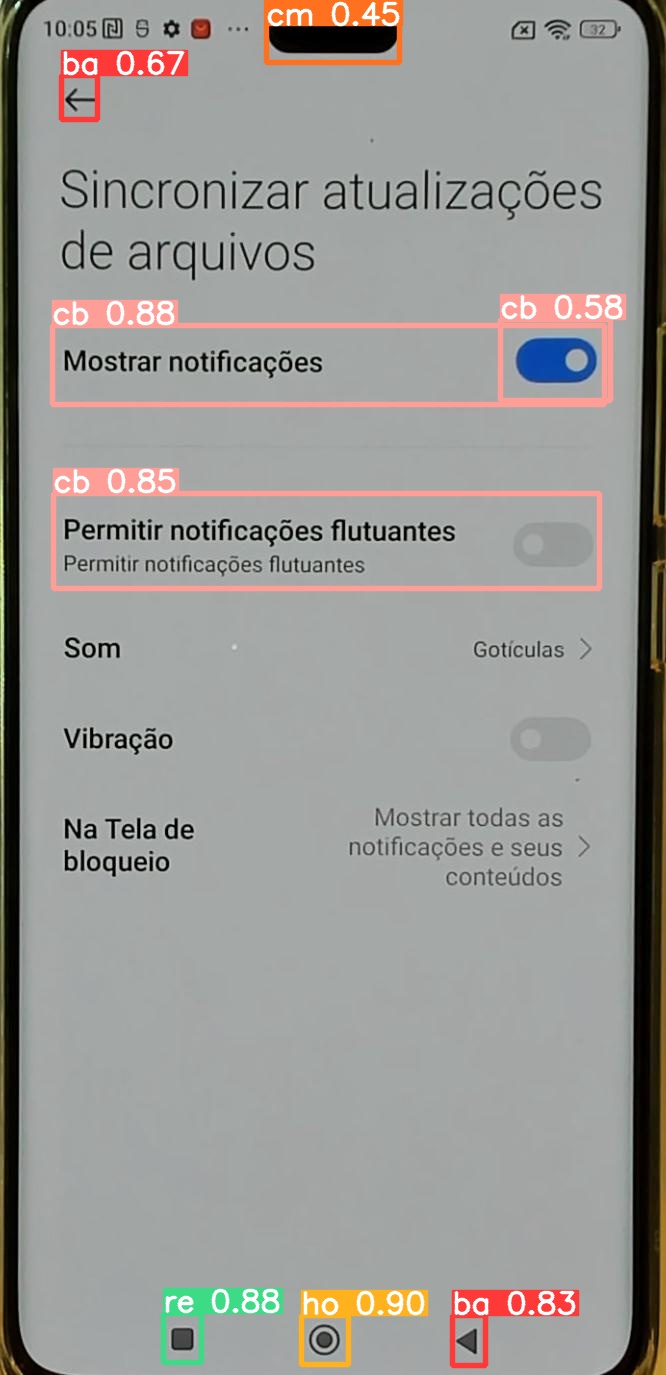 10:05
32
cm 0.45
ba 0.67
Sincronizar atualizações
de arquivos
cb 0.88
cb 0.58
Mostrar notificações
cb 0.85
Permitir notificações flutuantes
Permitir notificações flutuantes
Som
Gotículas
Vibração
Na Tela de
bloqueio
Mostrar todas as
notificações e seus
conteúdos
re 0.88
ho 0.90
ba 0.83